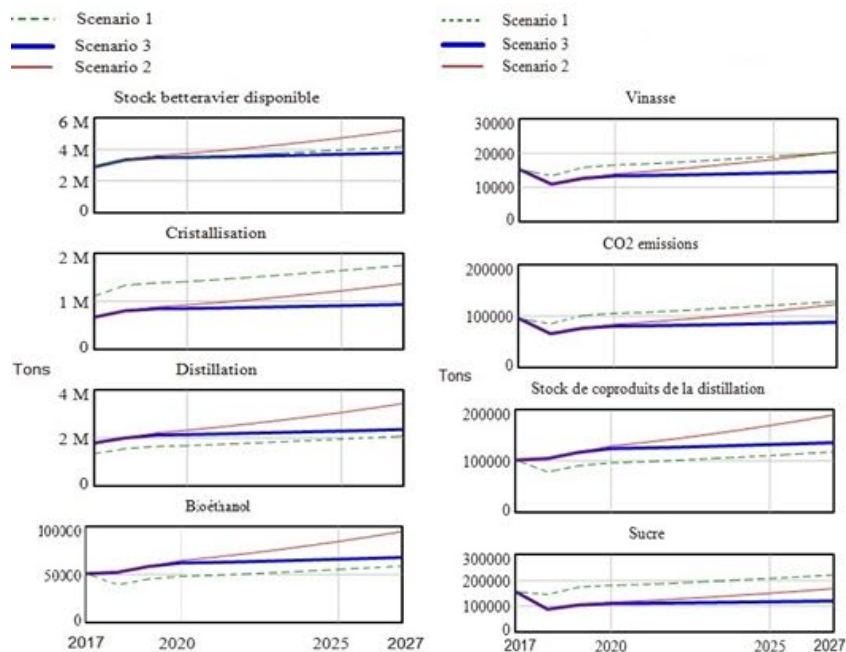 Scenario 1
Scenario 3
Scenario 2
Stock betteravier disponible
6 M
4 M
2 M
0
Cristallisation
2 M
1 M
0
Tons
Distillation
4 M
2 M
0
Bioéthanol
100000
50000
0
2017
2020
2025
2027
Scenario 1
Scenario 3
Scenario 2
Vinasse
30000
20000
10000
0
CO2 emissions
200000
100000
0
Tons
Stock de coproduits de la distillation
200000
100000
0
Sucre
300000
200000
100000
0
2017
2020
2025
2027